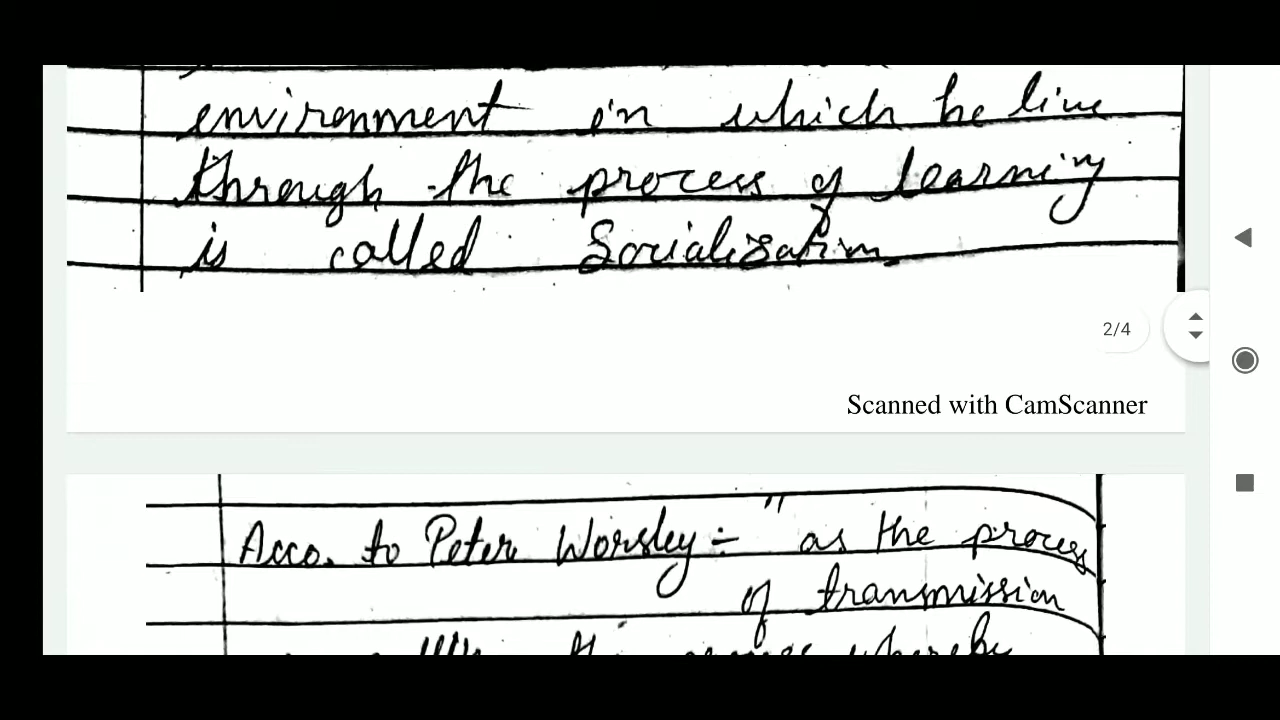 environment in which he live
through the process of learning
is called Socialization
2/4
Scanned with CamScanner
Acco. to Peter Worsley:- "as the process
of transmission
whereby